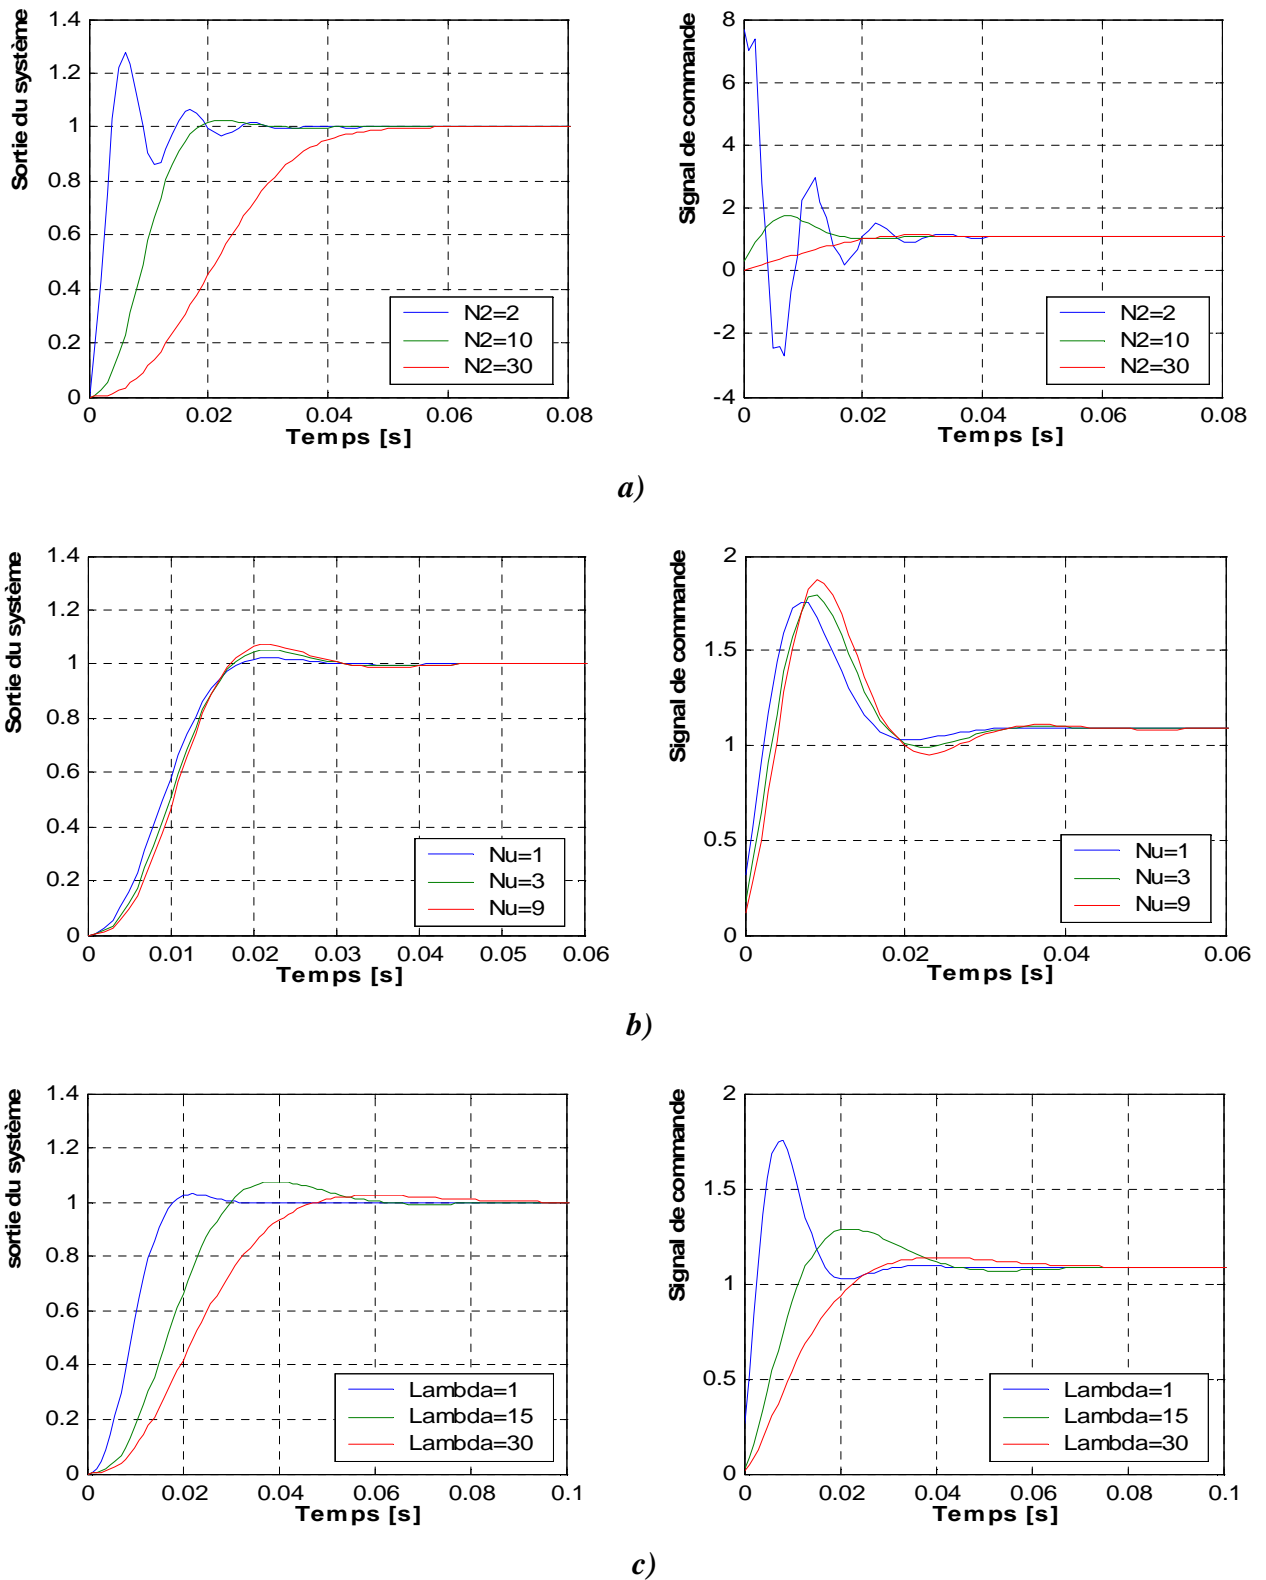 Sortie du système
1.4
1.2
1
0.8
0.6
0.4
0.2
0
0 0.02 0.04 0.06 0.08
Temps [s]
N2=2
N2=10
N2=30
Signal de commande
8
6
4
2
0
-2
-4
0 0.02 0.04 0.06 0.08
Temps [s]
N2=2
N2=10
N2=30
a)
Sortie du système
1.4
1.2
1
0.8
0.6
0.4
0.2
0
0 0.01 0.02 0.03 0.04 0.05 0.06
Temps [s]
Nu=1
Nu=3
Nu=9
Signal de commande
2
1.5
1
0.5
0
0 0.02 0.04 0.06
Temps [s]
Nu=1
Nu=3
Nu=9
b)
sortie du système
1.4
1.2
1
0.8
0.6
0.4
0.2
0
0 0.02 0.04 0.06 0.08 0.1
Temps [s]
Lambda=1
Lambda=15
Lambda=30
Signal de commande
2
1.5
1
0.5
0
0 0.02 0.04 0.06 0.08 0.1
Temps [s]
Lambda=1
Lambda=15
Lambda=30
c)